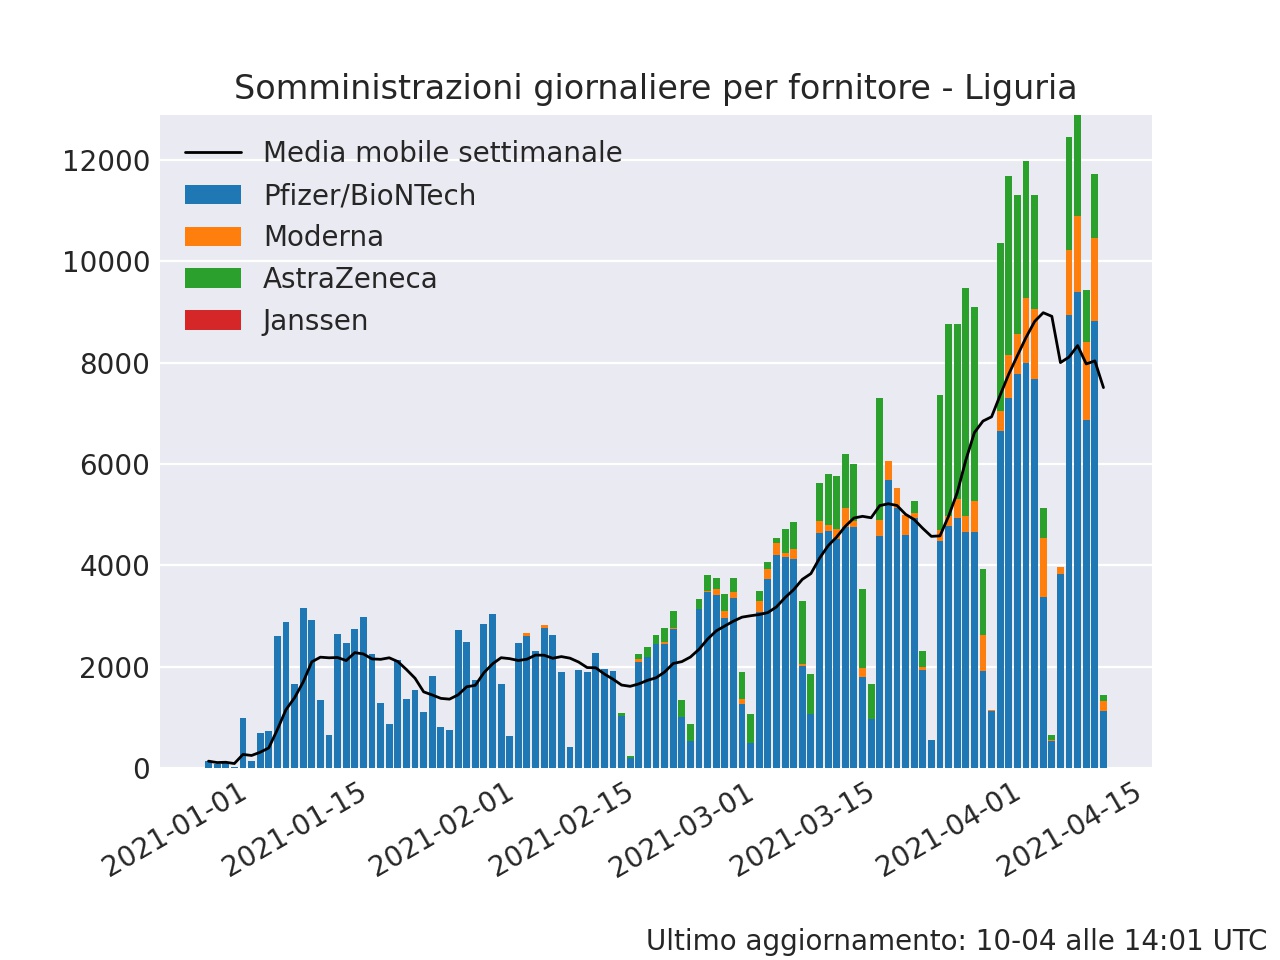 Somministrazioni giornaliere per fornitore - Liguria
Media mobile settimanale
Pfizer/BioNTech
Moderna
AstraZeneca
Janssen
12000
10000
8000
6000
4000
2000
0
2021-01-01
2021-01-15
2021-02-01
2021-02-15
2021-03-01
2021-03-15
2021-04-01
2021-04-15
Ultimo aggiornamento: 10-04 alle 14:01 UTC